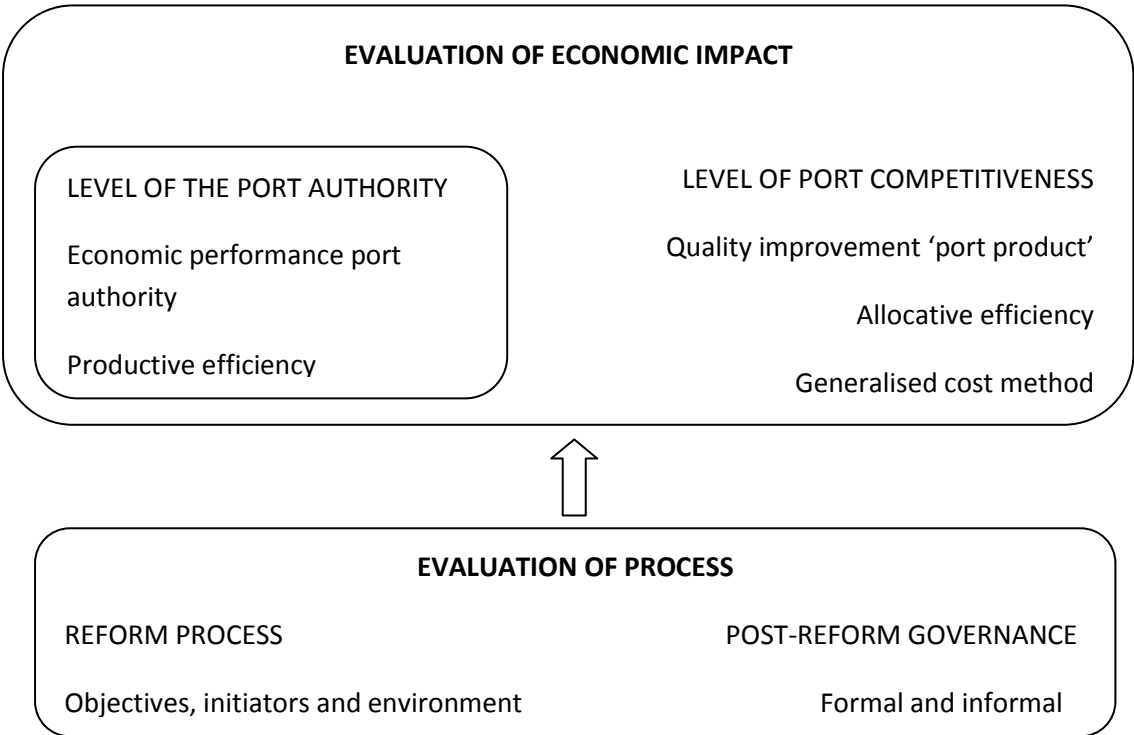 EVALUATION OF ECONOMIC IMPACT
LEVEL OF THE PORT AUTHORITY
Economic performance port
authority
Productive efficiency
LEVEL OF PORT COMPETITIVENESS
Quality improvement ‘port product’
Allocative efficiency
Generalised cost method
EVALUATION OF PROCESS
REFORM PROCESS
Objectives, initiators and environment
POST-REFORM GOVERNANCE
Formal and informal